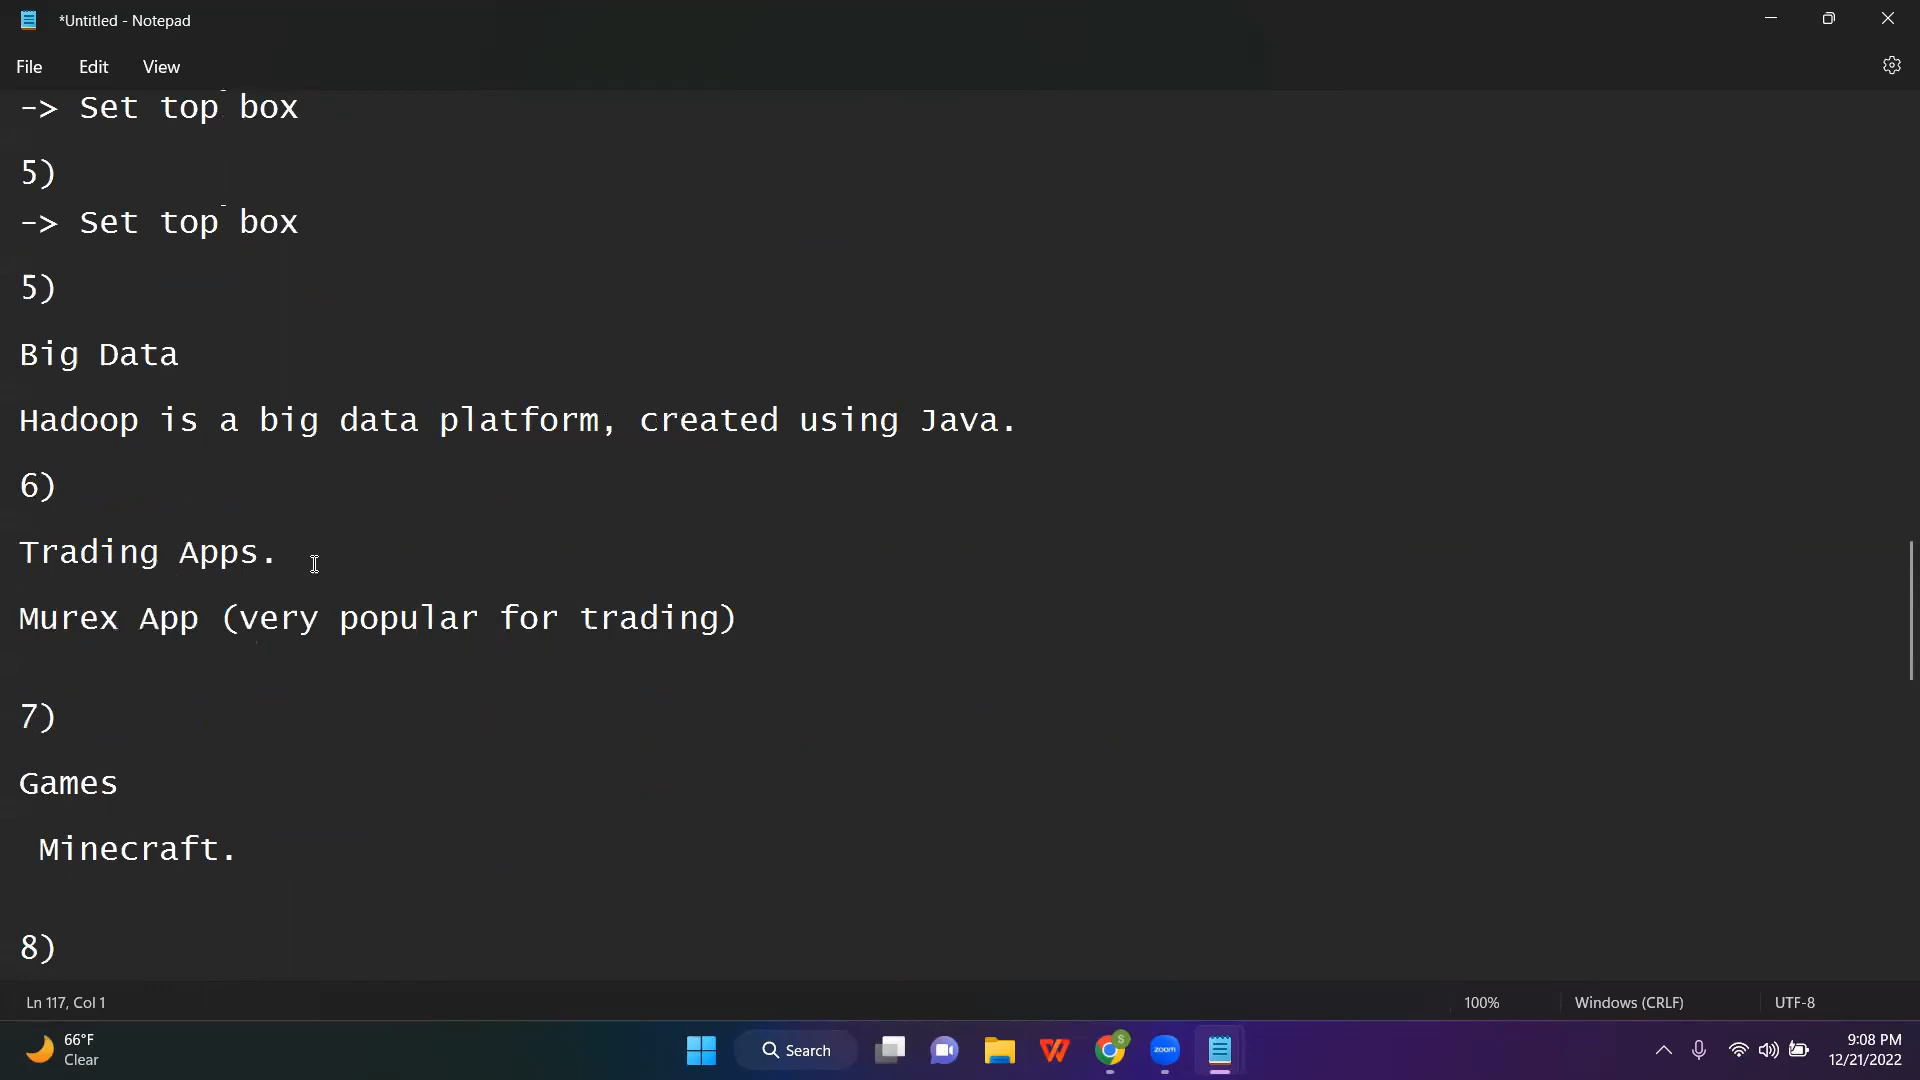 *Untitled - Notepad
File Edit View
-> Set top box
5)
-> Set top box
5)
Big Data
Hadoop is a big data platform, created using Java.
6)
Trading Apps.
Murex App (very popular for trading)
7)
Games
Minecraft.
8)
Ln 117, Col 1
100%
Windows (CRLF)
UTF-8
66°F
Clear
Search
S
zoom
9:08 PM
12/21/2022